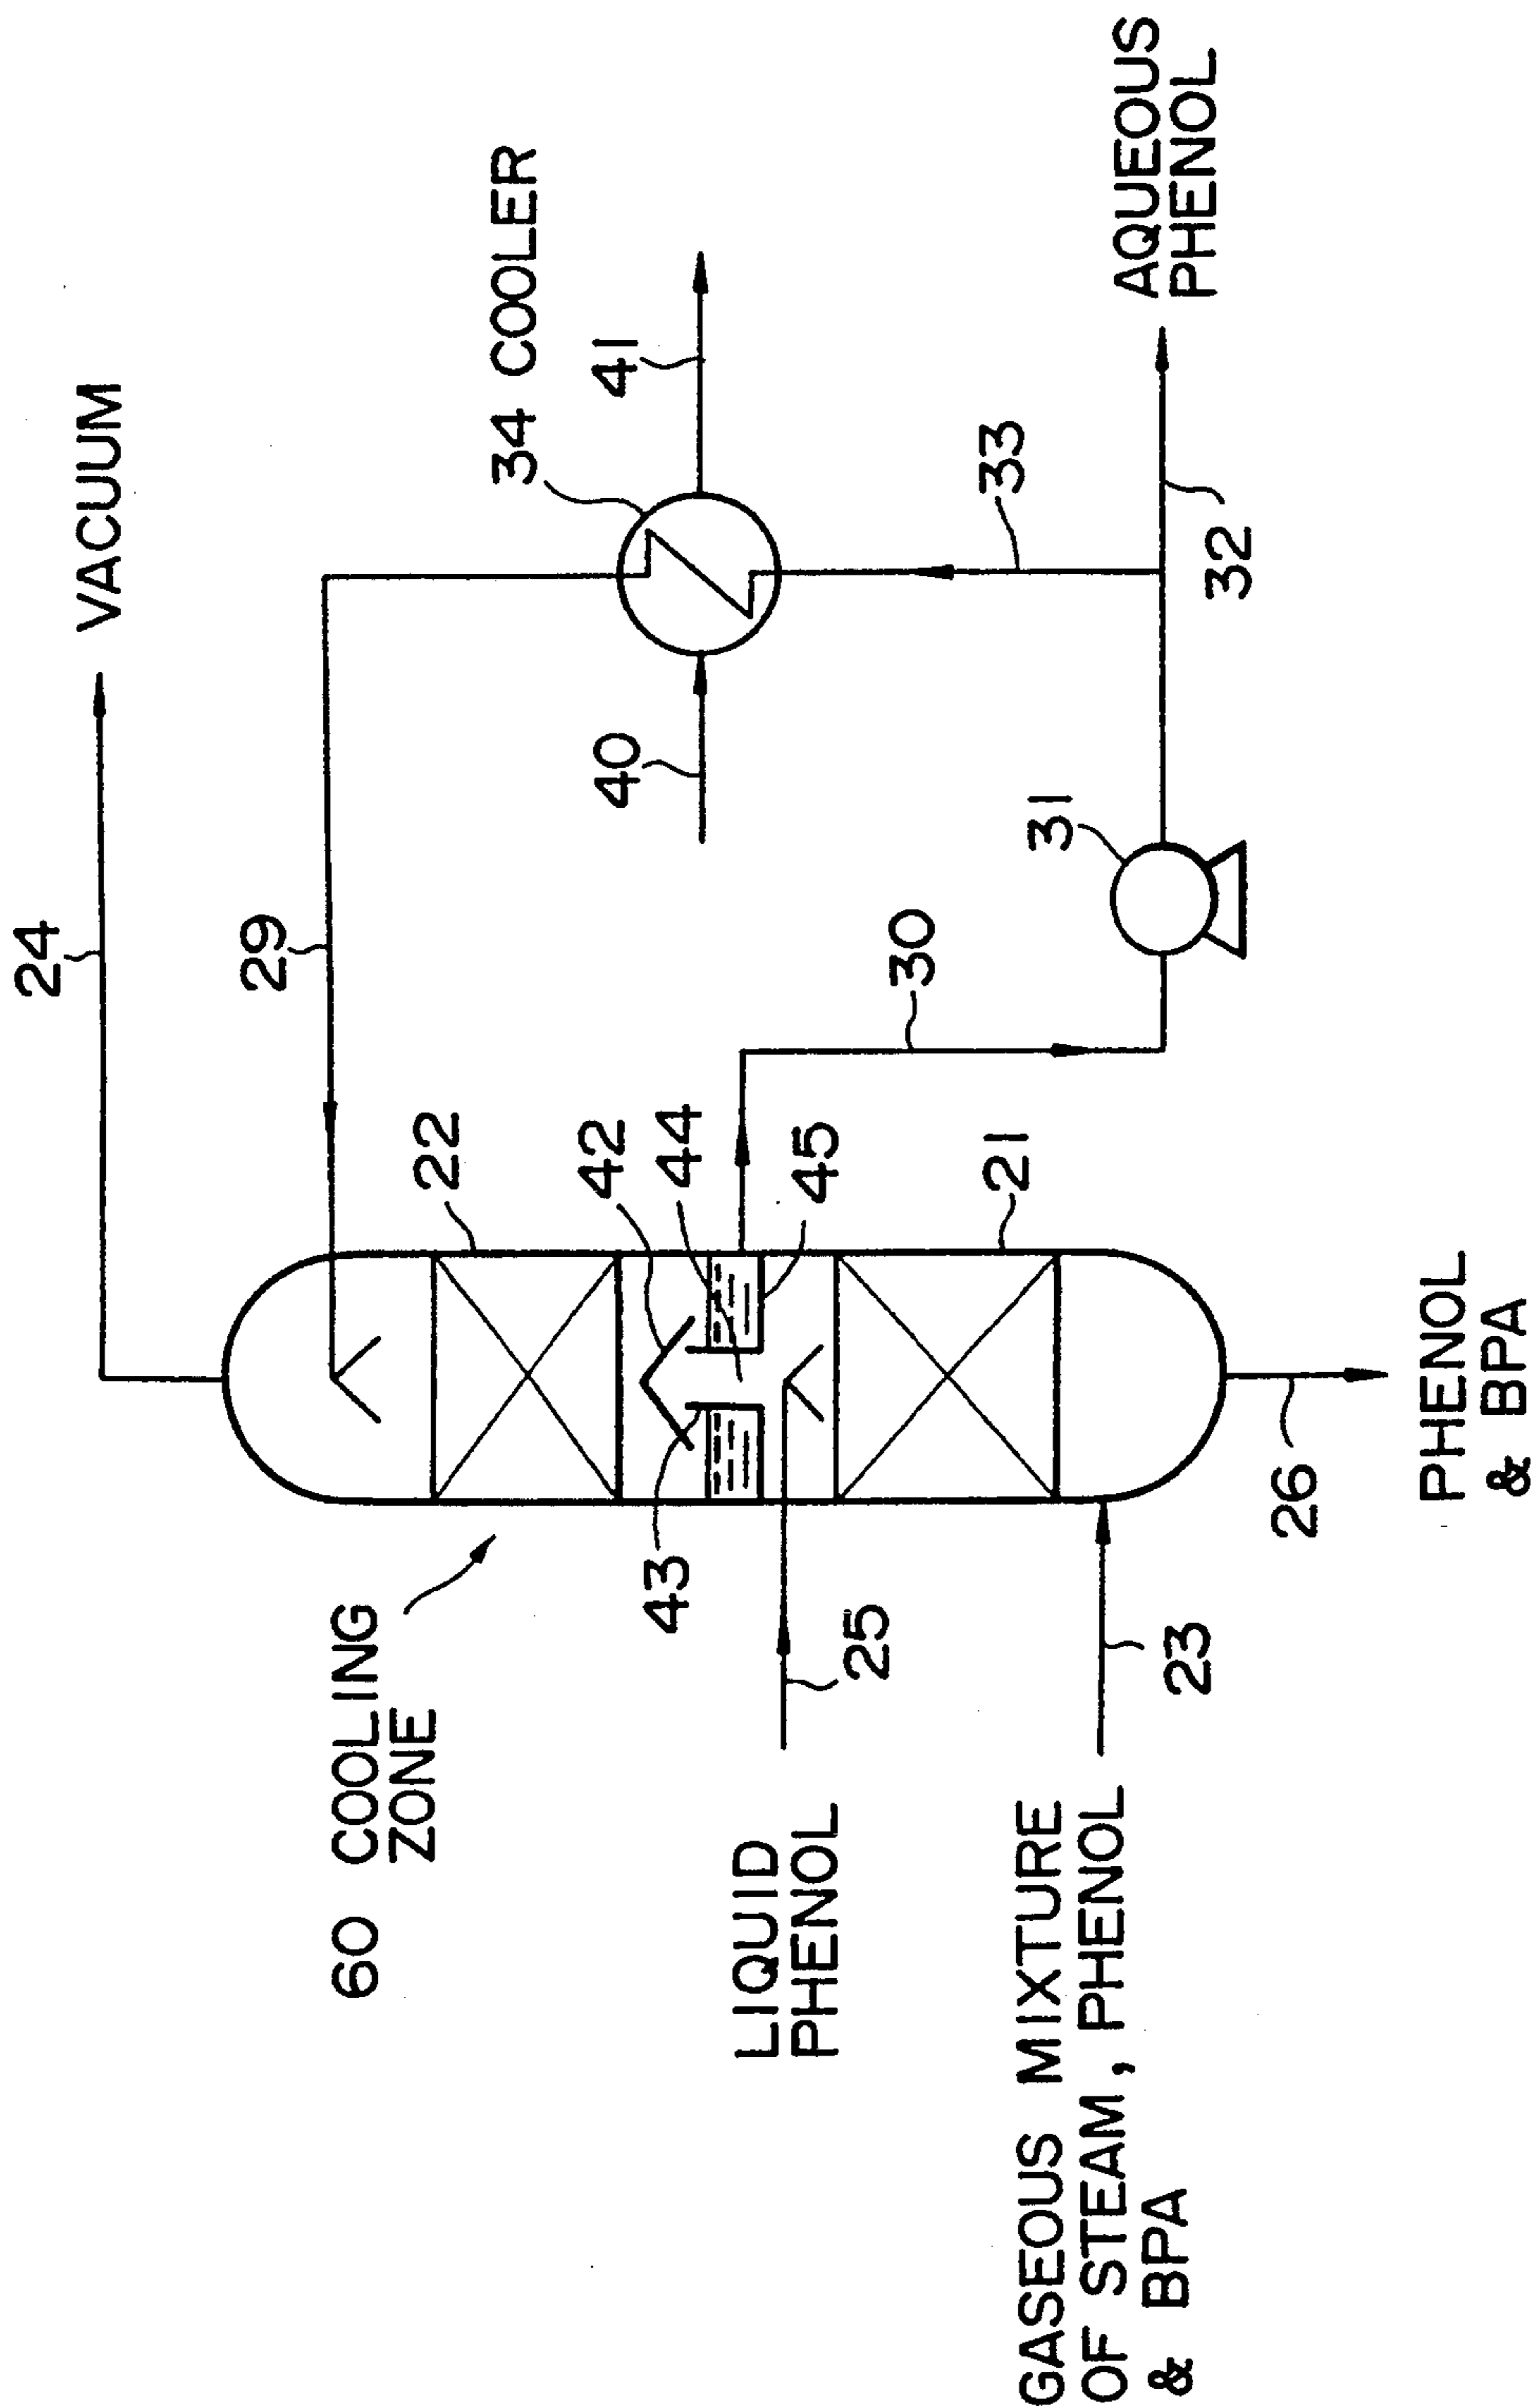 24
VACUUM
29
60 COOLING
ZONE
22
34 COOLER
42
43
44
45
40
41
LIQUID
PHENOL
25
30
21
31
33
GASEOUS MIXTURE
OF STEAM, PHENOL
& BPA
23
32
AQUEOUS
PHENOL
26
PHENOL
& BPA